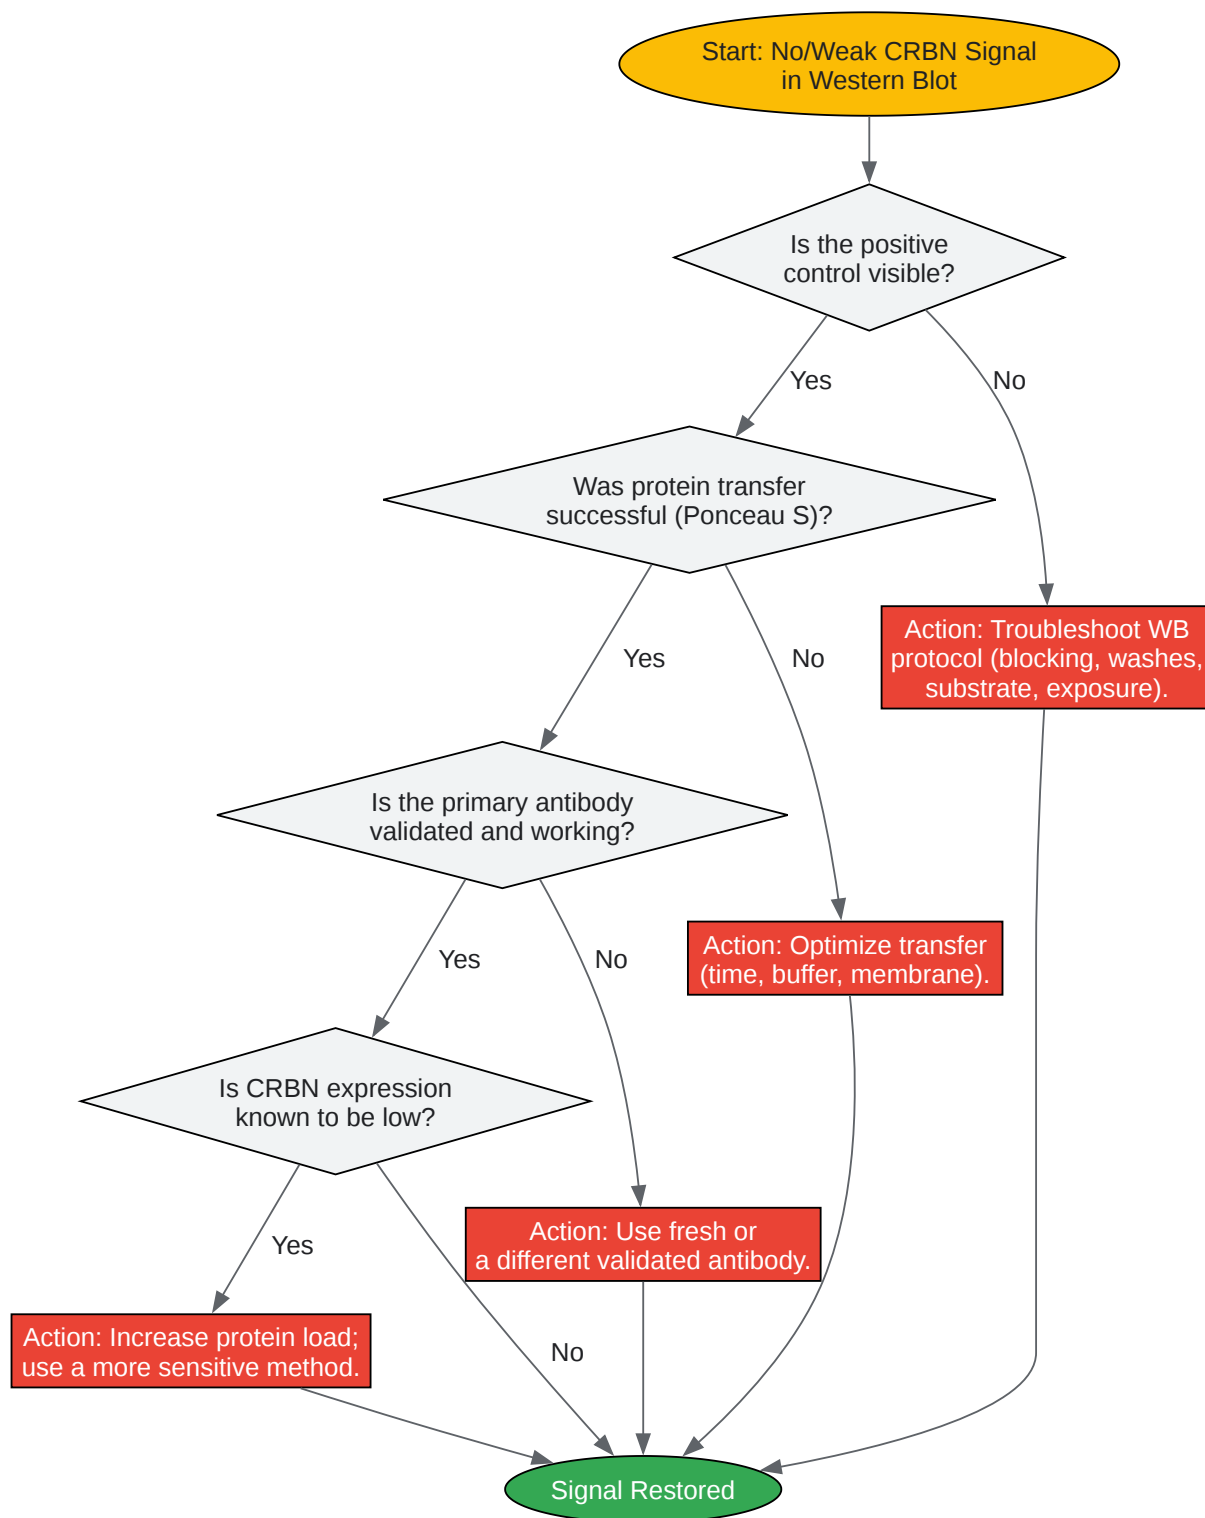 Start: No/Weak CRBN Signal
in Western Blot
Is the positive
control visible?
Yes
No
Was protein transfer
successful (Ponceau S)?
Yes
No
Action: Troubleshoot WB
protocol (blocking, washes,
substrate, exposure).
Is the primary antibody
validated and working?
Yes
No
Action: Optimize transfer
(time, buffer, membrane).
Is CRBN expression
known to be low?
Yes
No
Action: Use fresh or
a different validated antibody.
Action: Increase protein load;
use a more sensitive method.
Signal Restored